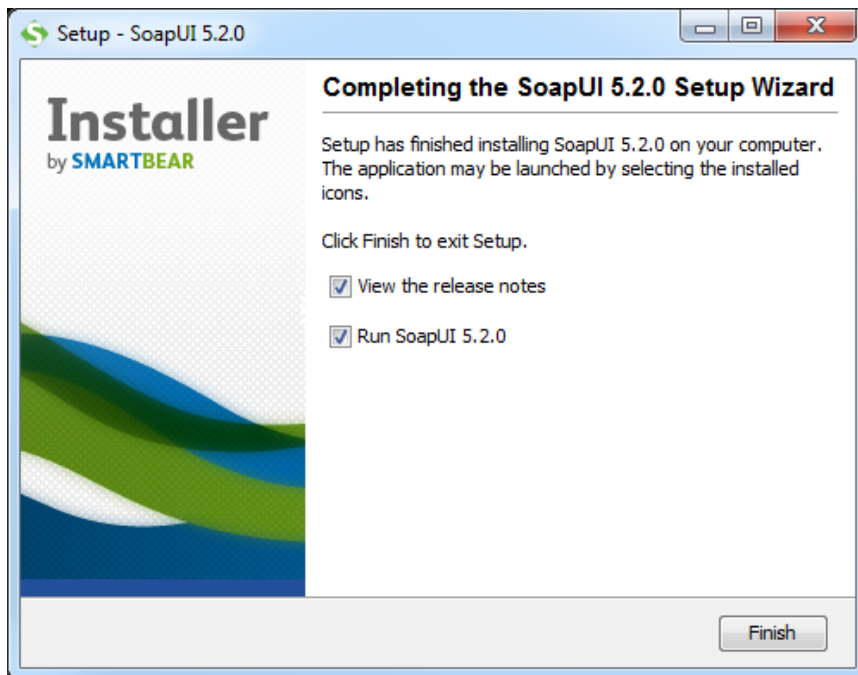 Setup - SoapUI 5.2.0
Installer
by SMARTBEAR
Completing the SoapUI 5.2.0 Setup Wizard
Setup has finished installing SoapUI 5.2.0 on your computer.
The application may be launched by selecting the installed
icons.
Click Finish to exit Setup.
View the release notes
Run SoapUI 5.2.0
Finish